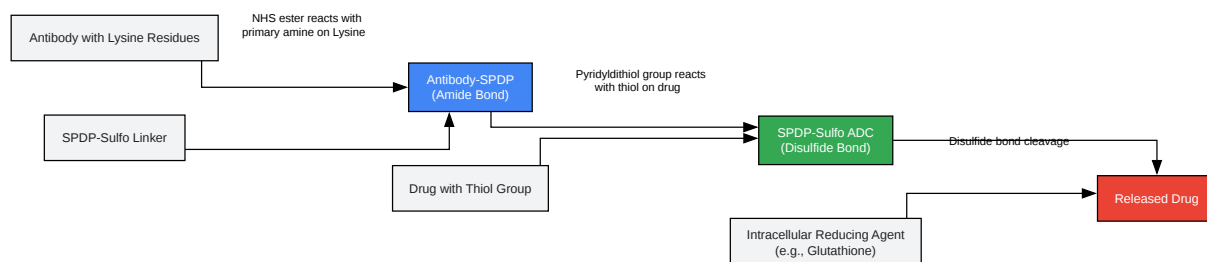 NHS ester reacts with
primary amine on Lysine
Antibody with Lysine Residues
Antibody-SPDP
(Amide Bond)
Pyridyldithiol group reacts
with thiol on drug
SPDP-Sulfo Linker
SPDP-Sulfo ADC
(Disulfide Bond)
Disulfide bond cleavage
Drug with Thiol Group
Released Drug
Intracellular Reducing Agent
(e.g., Glutathione)